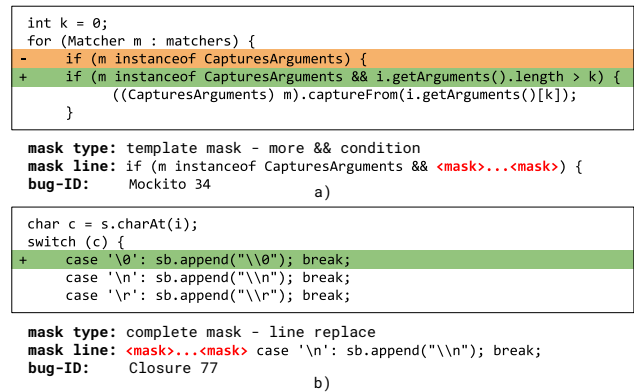 int k = 0;
for (Matcher m : matchers) {
-     if (m instanceof CapturesArguments) {
+     if (m instanceof CapturesArguments && i.getArguments().length > k) {
            ((CapturesArguments) m).captureFrom(i.getArguments()[k]);
      }
mask type: template mask - more && condition
mask line: if (m instanceof CapturesArguments && <mask>...<mask>) {
bug-ID:    Mockito 34
a)
char c = s.charAt(i);
switch (c) {
+     case '\0': sb.append("\\0"); break;
      case '\n': sb.append("\\n"); break;
      case '\r': sb.append("\\r"); break;
mask type: complete mask - line replace
mask line: <mask>...<mask> case '\n': sb.append("\\n"); break;
bug-ID:    Closure 77
b)